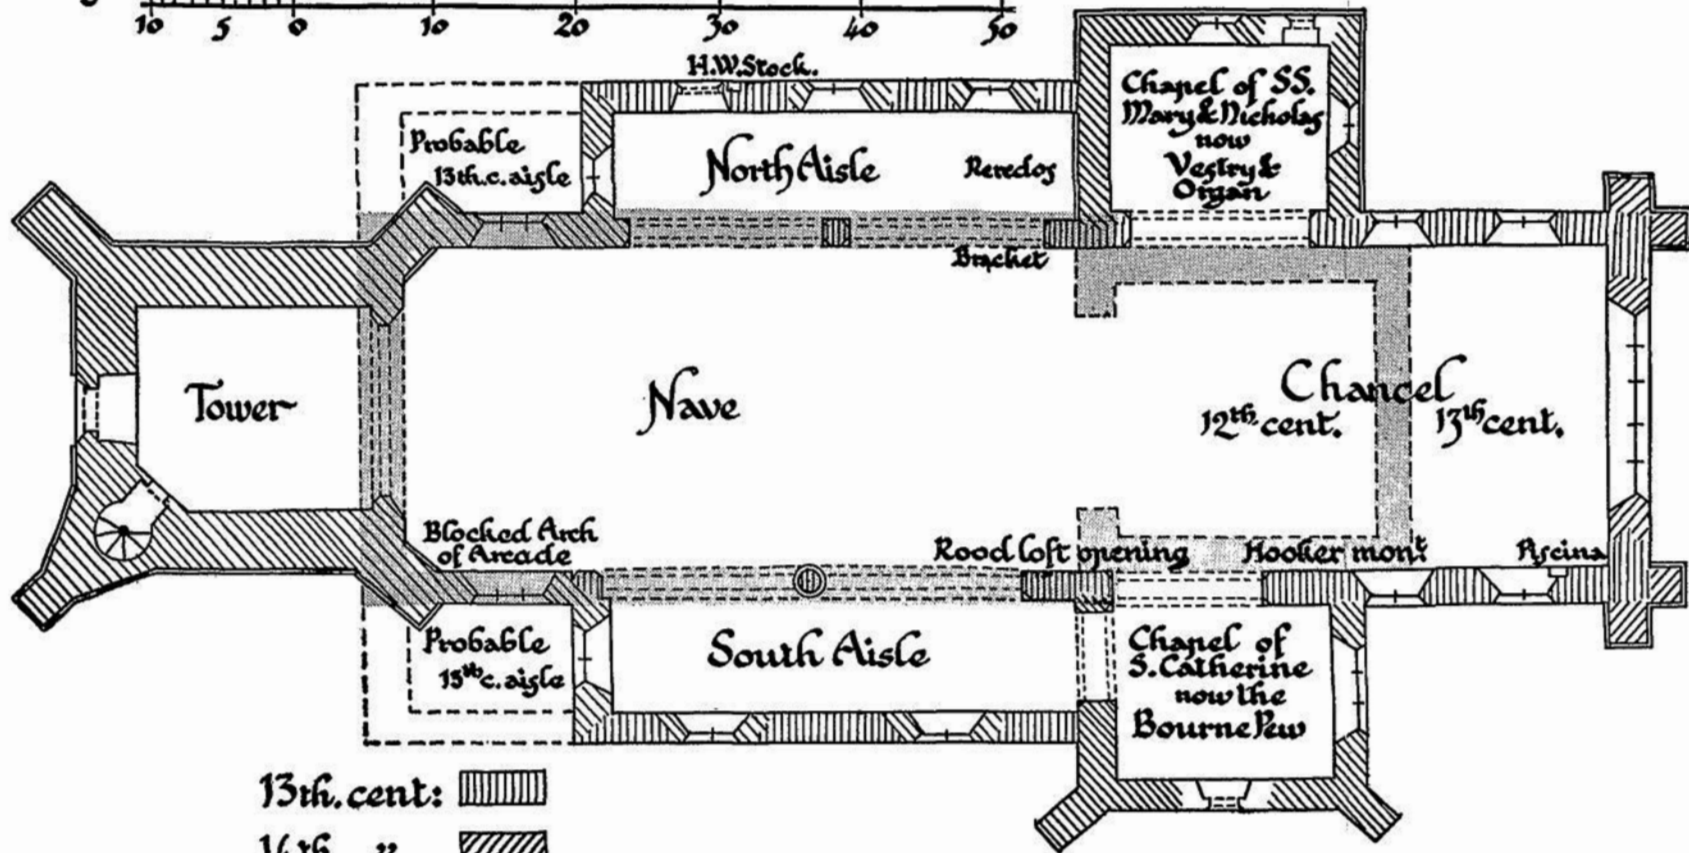 10 5 0 10 20 30 40 50
H.W.Stock.
Chapel of SS.
Mary & Nicholas
now
Vestry &
Organ
Probable
13th.c.aisle
North Aisle
Reredos
Bracket
Tower
Nave
Chancel
12th cent.
13th cent.
Blocked Arch
of Arcade
Rood loft opening
Hooker mont.
Piscina
Probable
13th c. aisle
South Aisle
Chapel of
S. Catherine
now the
Bourne Pew
13th. cent:
14th „